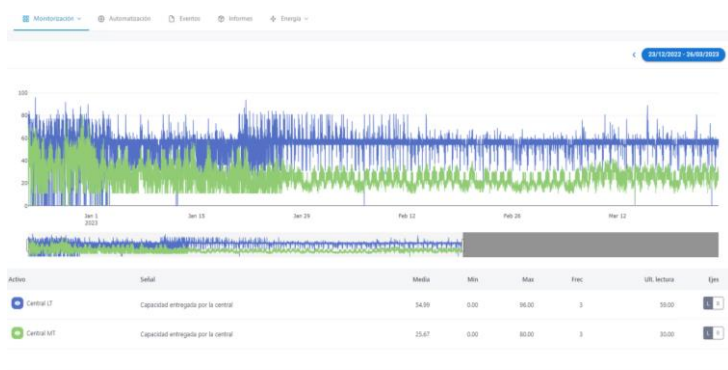 Monitorización Automatización Eventos Informes Energía
23/12/2022 - 26/03/2023
100
80
60
40
20
0
Jan 1 Jan 15 Jan 29 Feb 12 Feb 26 Mar 12
2023
Activo Señal Media Min Max Frec Ult. lectura Ejes
Central LT Capacidad entregada por la central 54.99 0.00 96.00 3 59.00 L
Central MT Capacidad entregada por la central 25.67 0.00 80.00 3 30.00 L